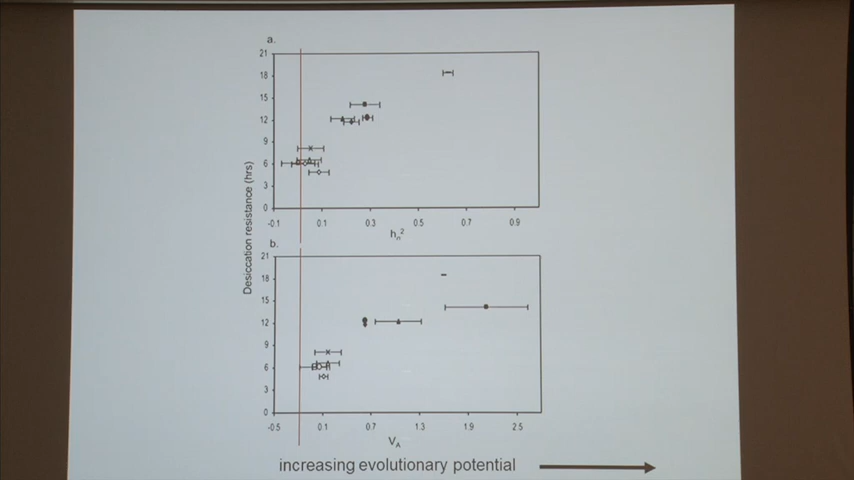 a.
21
18
15
12
9
6
3
0
-0.1 0.1 0.3 0.5 0.7 0.9
hn2
b.
Desiccation resistance (hrs)
21
18
15
12
9
6
3
0
-0.5 0.1 0.7 1.3 1.9 2.5
VA
increasing evolutionary potential